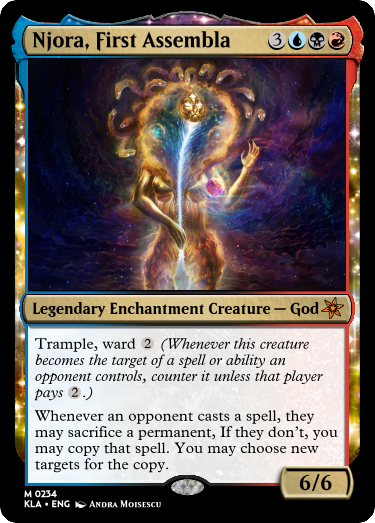 Njora, First Assembla 3
Legendary Enchantment Creature — God
Trample, ward 2 (Whenever this creature
becomes the target of a spell or ability an
opponent controls, counter it unless that player
pays 2.)
Whenever an opponent casts a spell, they
may sacrifice a permanent, If they don't, you
may copy that spell. You may choose new
targets for the copy.
6/6
M 0234
KLA • ENG Andra Moisescu